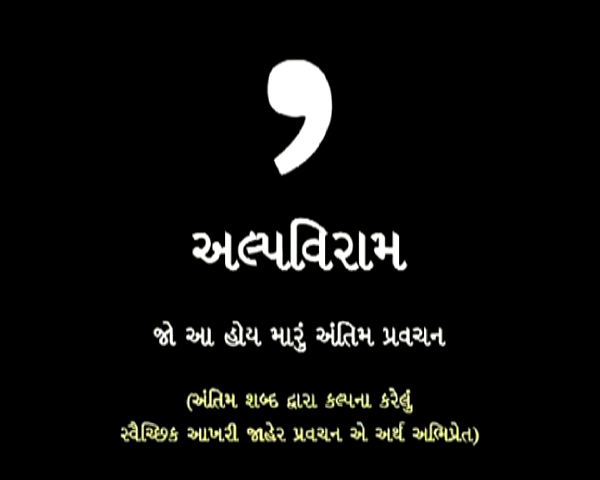 ,
અલ્પવિરામ
જો આ હોય મારું અંતિમ પ્રવચન
(અંતિમ શબ્દ દ્વારા કલ્પના કરેલું
સ્વૈચ્છિક આખરી જાહેર પ્રવચન એ અર્થ અભિપ્રેત)